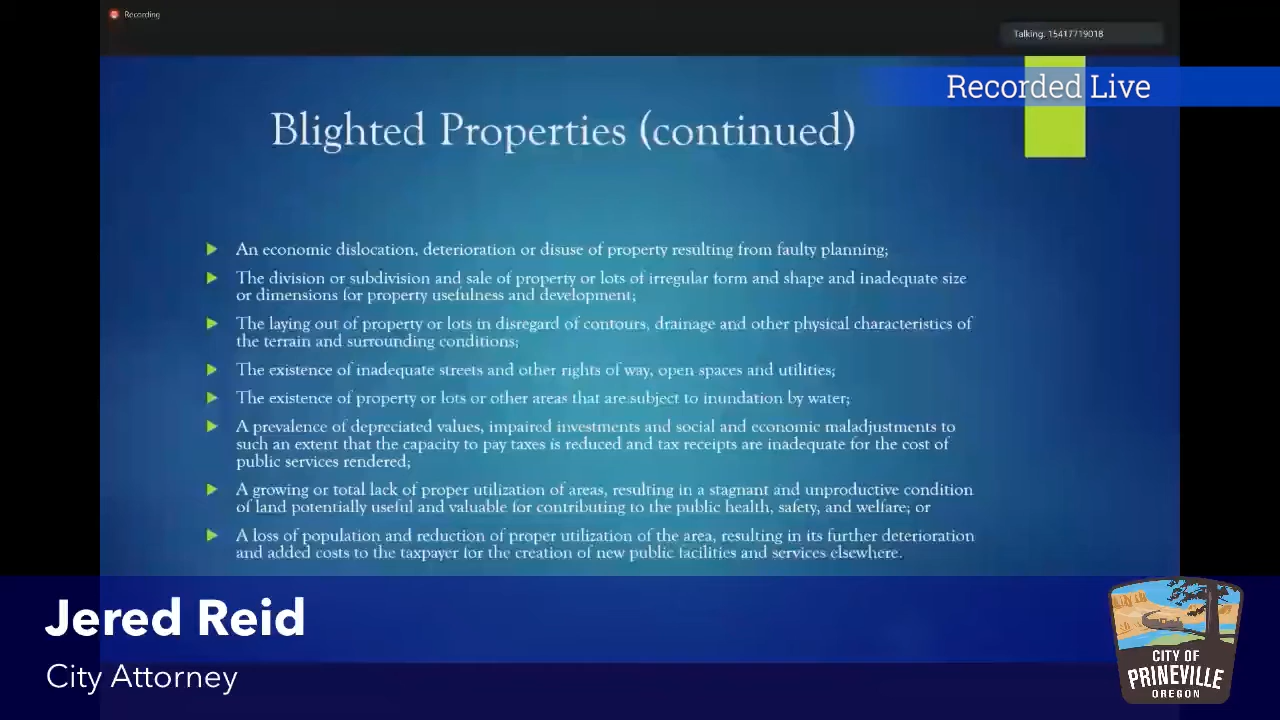 Recording
Talking: 15417719018
Recorded Live
Blighted Properties (continued)
An economic dislocation, deterioration or disuse of property resulting from faulty planning;
The division or subdivision and sale of property or lots of irregular form and shape and inadequate size
or dimensions for property usefulness and development;
The laying out of property or lots in disregard of contours, drainage and other physical characteristics of
the terrain and surrounding conditions;
The existence of inadequate streets and other rights of way, open spaces and utilities;
The existence of property or lots or other areas that are subject to inundation by water;
A prevalence of depreciated values, impaired investments and social and economic maladjustments to
such an extent that the capacity to pay taxes is reduced and tax receipts are inadequate for the cost of
public services rendered;
A growing or total lack of proper utilization of areas, resulting in a stagnant and unproductive condition
of land potentially useful and valuable for contributing to the public health, safety, and welfare; or
A loss of population and reduction of proper utilization of the area, resulting in its further deterioration
and added costs to the taxpayer for the creation of new public facilities and services elsewhere.
Jered Reid
City Attorney
CITY OF
PRINEVILLE
OREGON